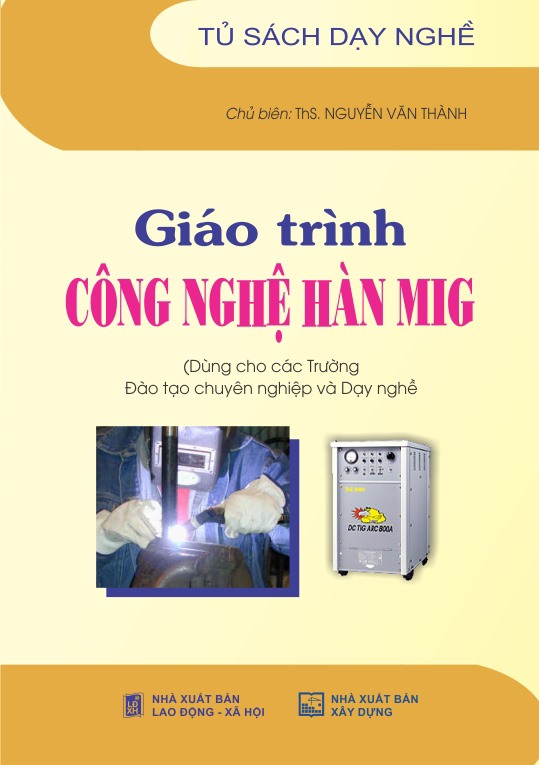 TỦ SÁCH DẠY NGHỀ
Chủ biên: ThS. NGUYỄN VĂN THÀNH
Giáo trình
CÔNG NGHỆ HÀN MIG
(Dùng cho các Trường
Đào tạo chuyên nghiệp và Dạy nghề
DC TIG ARC 800A
LĐ
XH
NHÀ XUẤT BẢN
LAO ĐỘNG - XÃ HỘI
NHÀ XUẤT BẢN
XÂY DỰNG